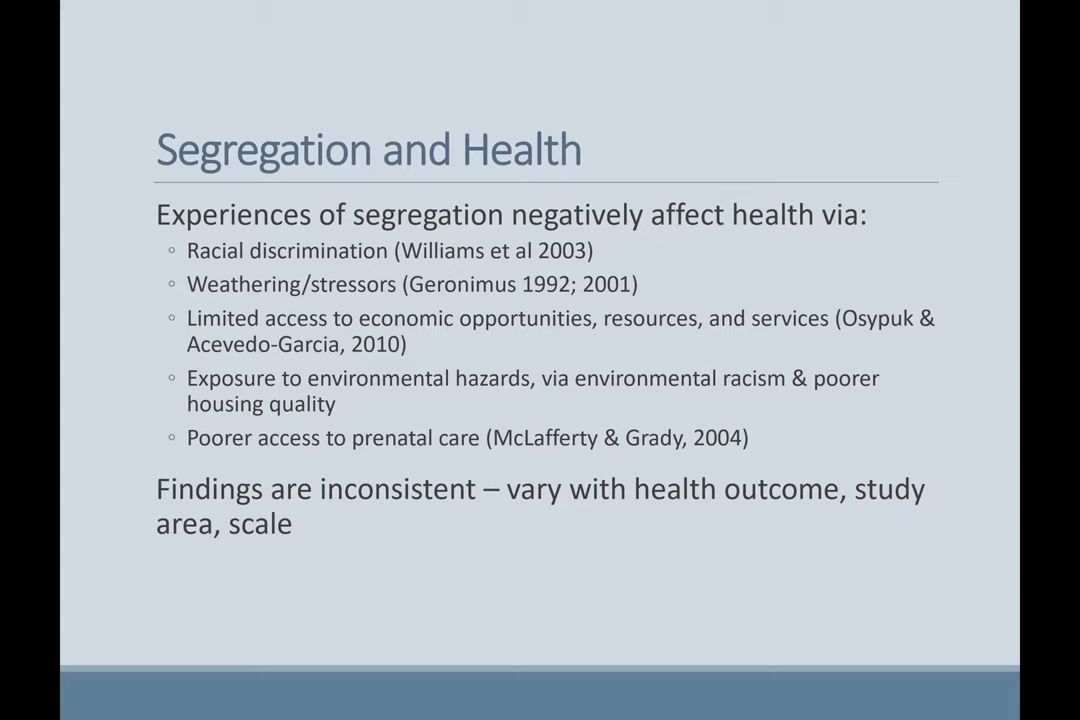 Segregation and Health
Experiences of segregation negatively affect health via:
◦ Racial discrimination (Williams et al 2003)
◦ Weathering/stressors (Geronimus 1992; 2001)
◦ Limited access to economic opportunities, resources, and services (Osypuk &
Acevedo-Garcia, 2010)
◦ Exposure to environmental hazards, via environmental racism & poorer
housing quality
◦ Poorer access to prenatal care (McLafferty & Grady, 2004)
Findings are inconsistent – vary with health outcome, study
area, scale